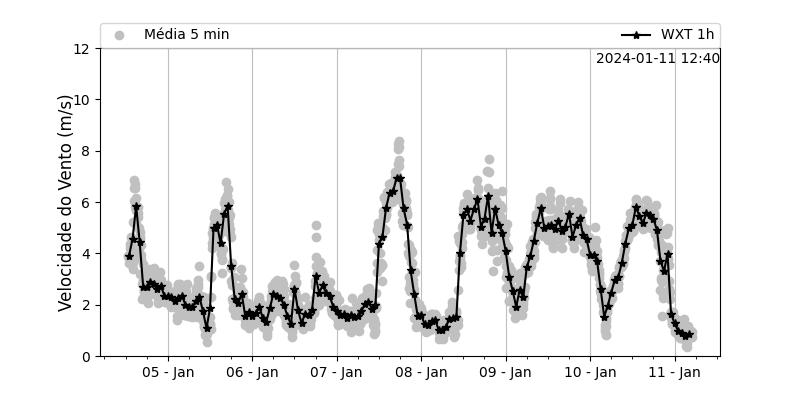 Média 5 min
WXT 1h
2024-01-11 12:40
Velocidade do Vento (m/s)
12
10
8
6
4
2
0
05 - Jan
06 - Jan
07 - Jan
08 - Jan
09 - Jan
10 - Jan
11 - Jan